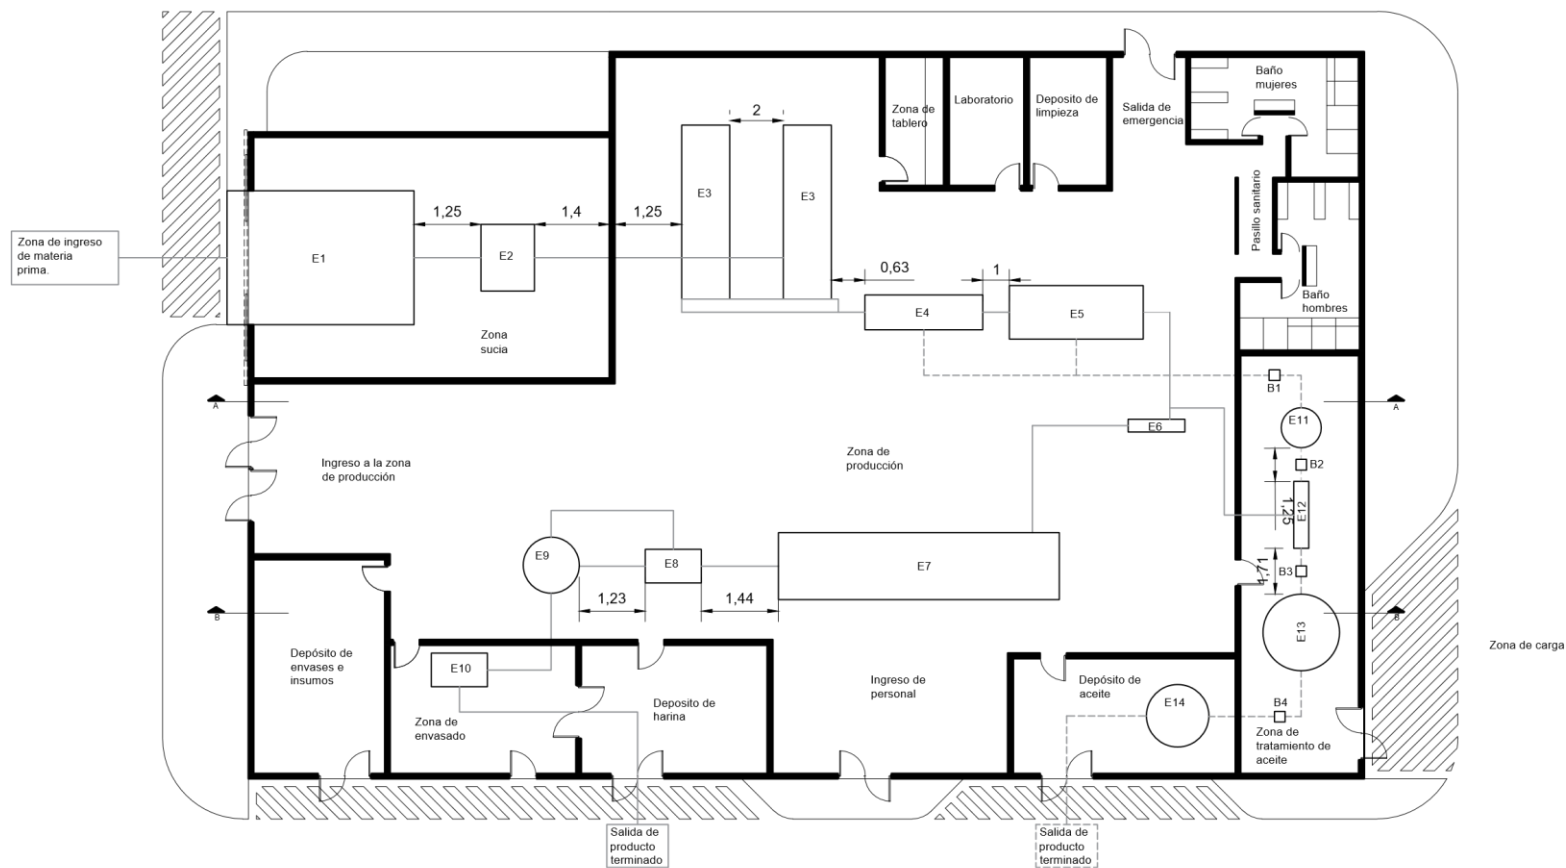 Baño
mujeres
Zona de
tablero
Laboratorio
Deposito de
limpieza
Salida de
emergencia
Pasillo sanitario
Baño
hombres
2
E3
E3
1,25
1,4
1,25
Zona de ingreso
de materia
prima.
E1
E2
Zona
sucia
0,63
1
E4
E5
A
A
B1
E11
B2
E6
Ingreso a la zona
de producción
Zona de
producción
1,25
E12
E9
E8
E7
B3
1,71
1,23
1,44
B
B
E13
Zona de carga
Depósito de
envases e
insumos
E10
Zona de
envasado
Deposito de
harina
Ingreso de
personal
Depósito de
aceite
E14
B4
Zona de
tratamiento de
aceite
Salida de
producto
terminado
Salida de
producto
terminado